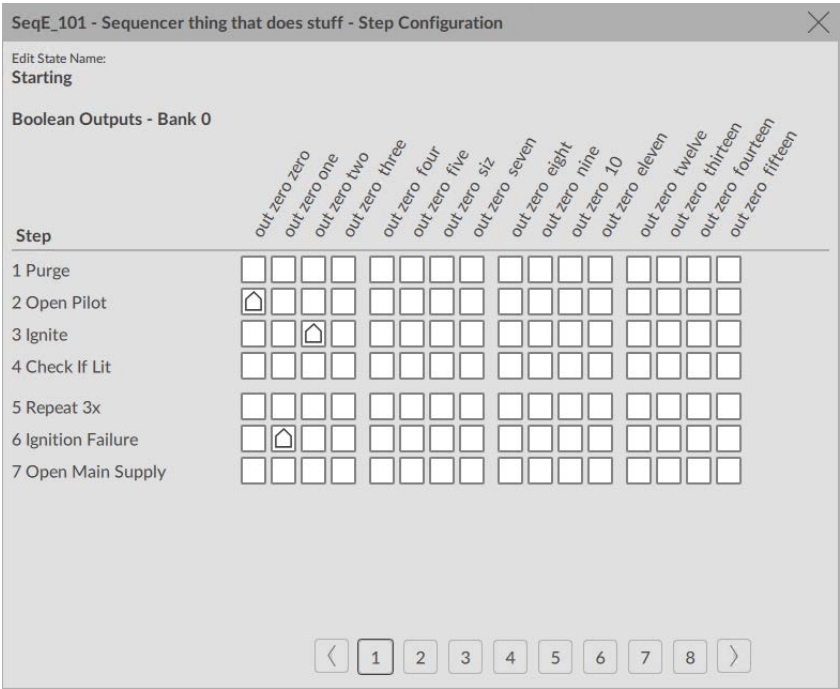 SeqE_101 - Sequencer thing that does stuff - Step Configuration
Edit State Name:
Starting
Boolean Outputs - Bank 0
out zero zero
out zero one
out zero two
out zero three
out zero four
out zero five
out zero siz
out zero seven
out zero eight
out zero nine
out zero 10
out zero eleven
out zero twelve
out zero thirteen
out zero fourteen
out zero fifteen
Step
1 Purge
2 Open Pilot
3 Ignite
4 Check If Lit
5 Repeat 3x
6 Ignition Failure
7 Open Main Supply
1 2 3 4 5 6 7 8